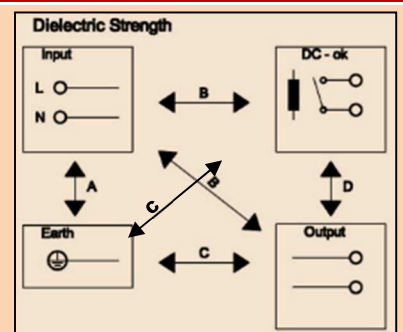 Dielectric Strength
Input
DC - ok
L
N
B
A
B
C
D
Earth
Output
C